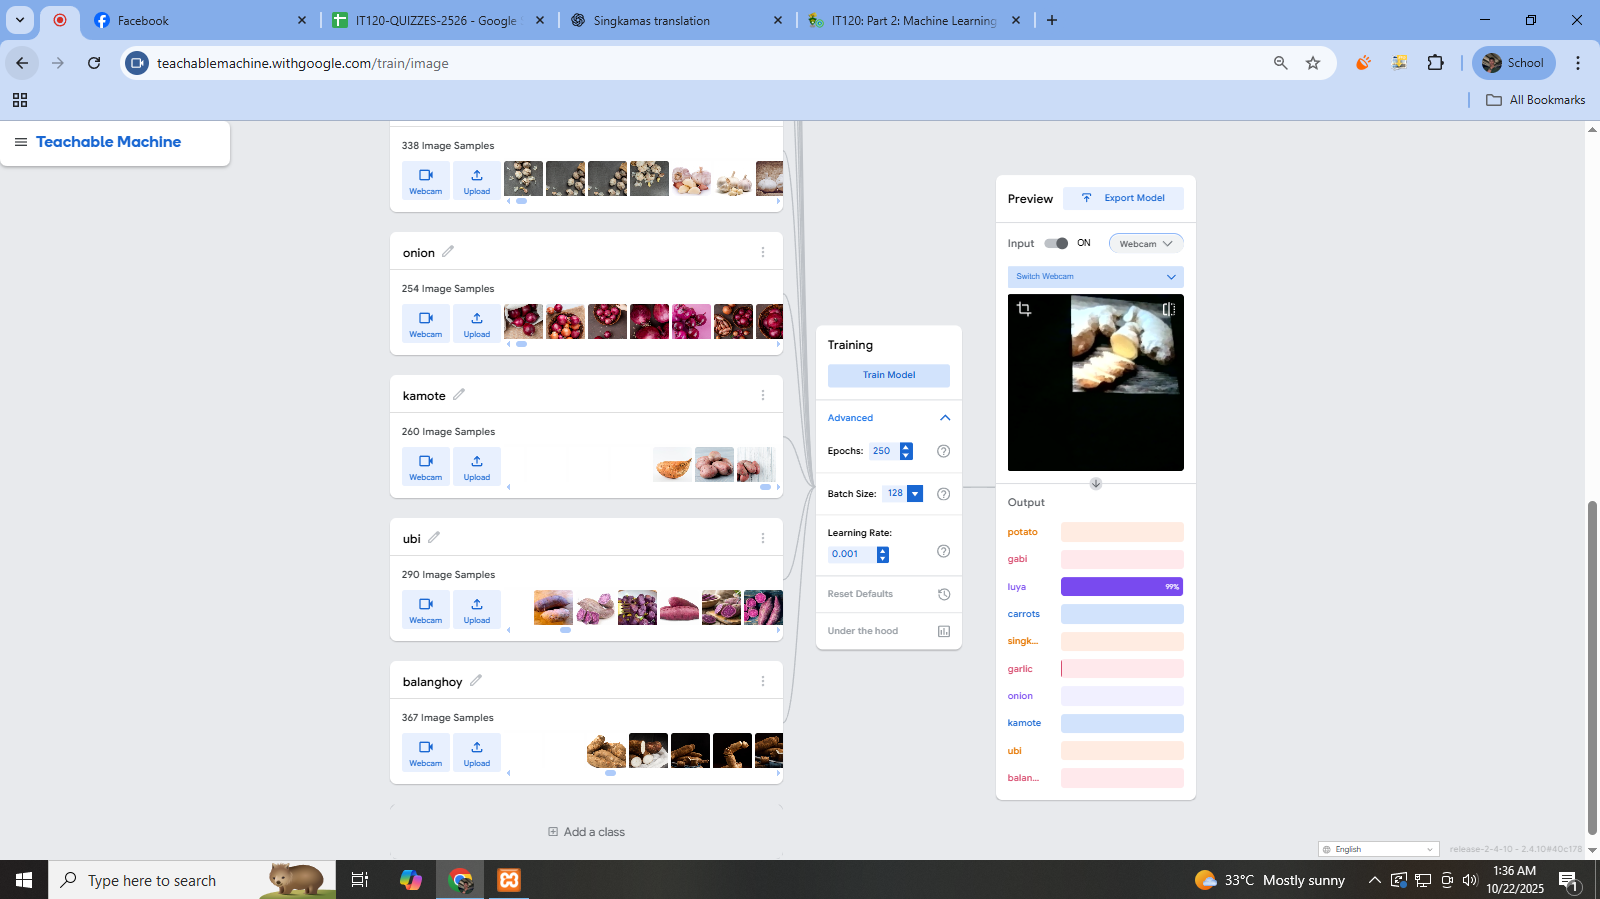 Facebook
IT120-QUIZZES-2526 - Google
Singkamas translation
IT120: Part 2: Machine Learning
teachablemachine.withgoogle.com/train/image
School
All Bookmarks
Teachable Machine
338 Image Samples
Webcam
Upload
onion
254 Image Samples
Webcam
Upload
kamote
260 Image Samples
Webcam
Upload
ubi
290 Image Samples
Webcam
Upload
balanghoy
367 Image Samples
Webcam
Upload
Add a class
Training
Train Model
Advanced
Epochs: 250
Batch Size: 128
Learning Rate:
0.001
Reset Defaults
Under the hood
Preview
Export Model
Input ON Webcam
Switch Webcam
Output
potato
gabi
luya 99%
carrots
singk...
garlic
onion
kamote
ubi
balan...
English
release-2-4-10 - 2.4.10#40c178
Type here to search
33°C Mostly sunny
1:36 AM
10/22/2025
1